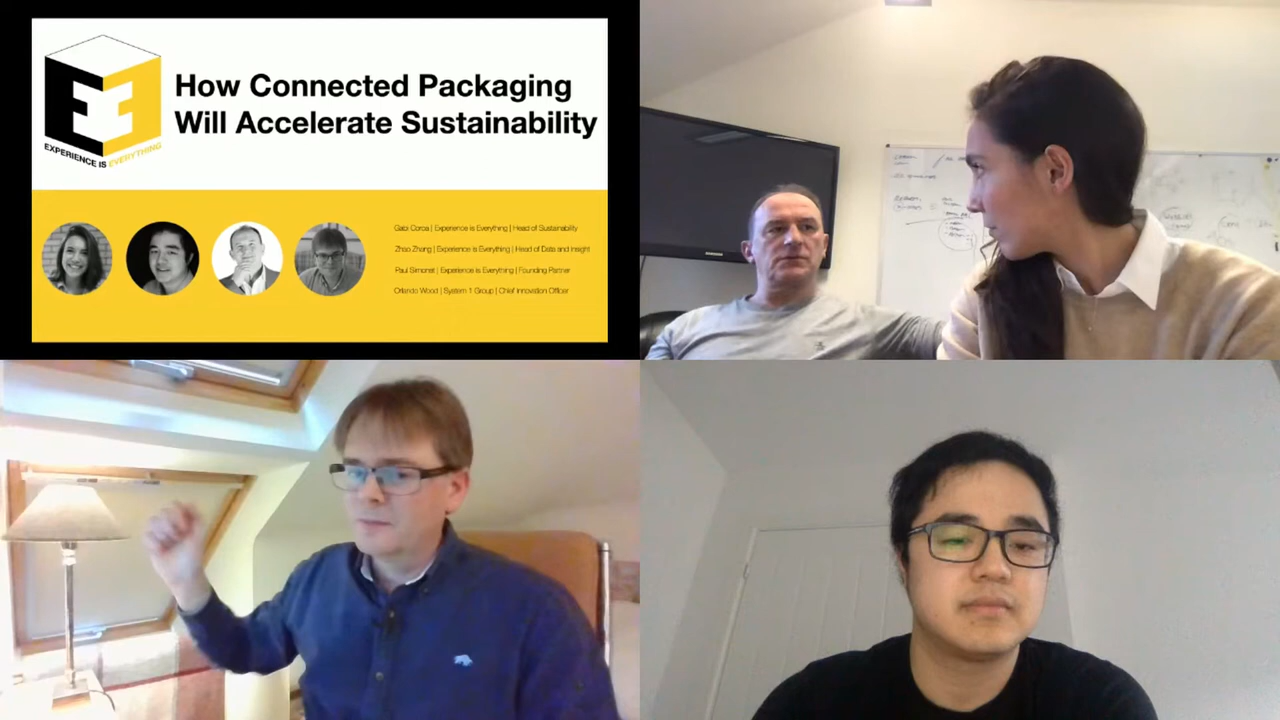 How Connected Packaging
Will Accelerate Sustainability
EXPERIENCE IS EVERYTHING
Gabi Coroa | Experience is Everything | Head of Sustainability
Zhao Zhang | Experience is Everything | Head of Data and Insight
Paul Simonet | Experience is Everything | Founding Partner
Orlando Wood | System 1 Group | Chief Innovation Officer
SAMSUNG